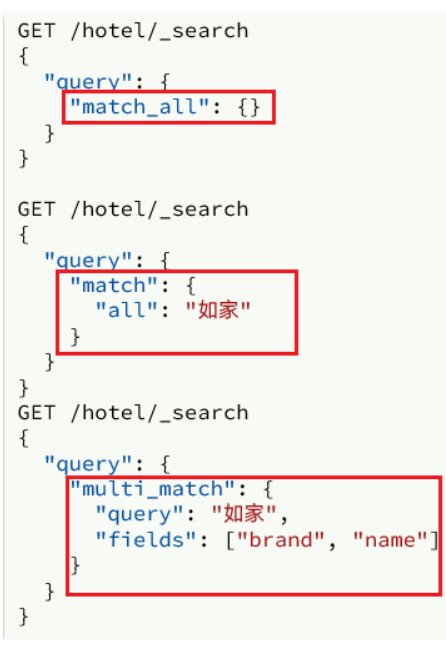 GET /hotel/_search
{
  "query": {
    "match_all": {}
  }
}
GET /hotel/_search
{
  "query": {
    "match": {
      "all": "如家"
    }
  }
}
GET /hotel/_search
{
  "query": {
    "multi_match": {
      "query": "如家",
      "fields": ["brand", "name"]
    }
  }
}